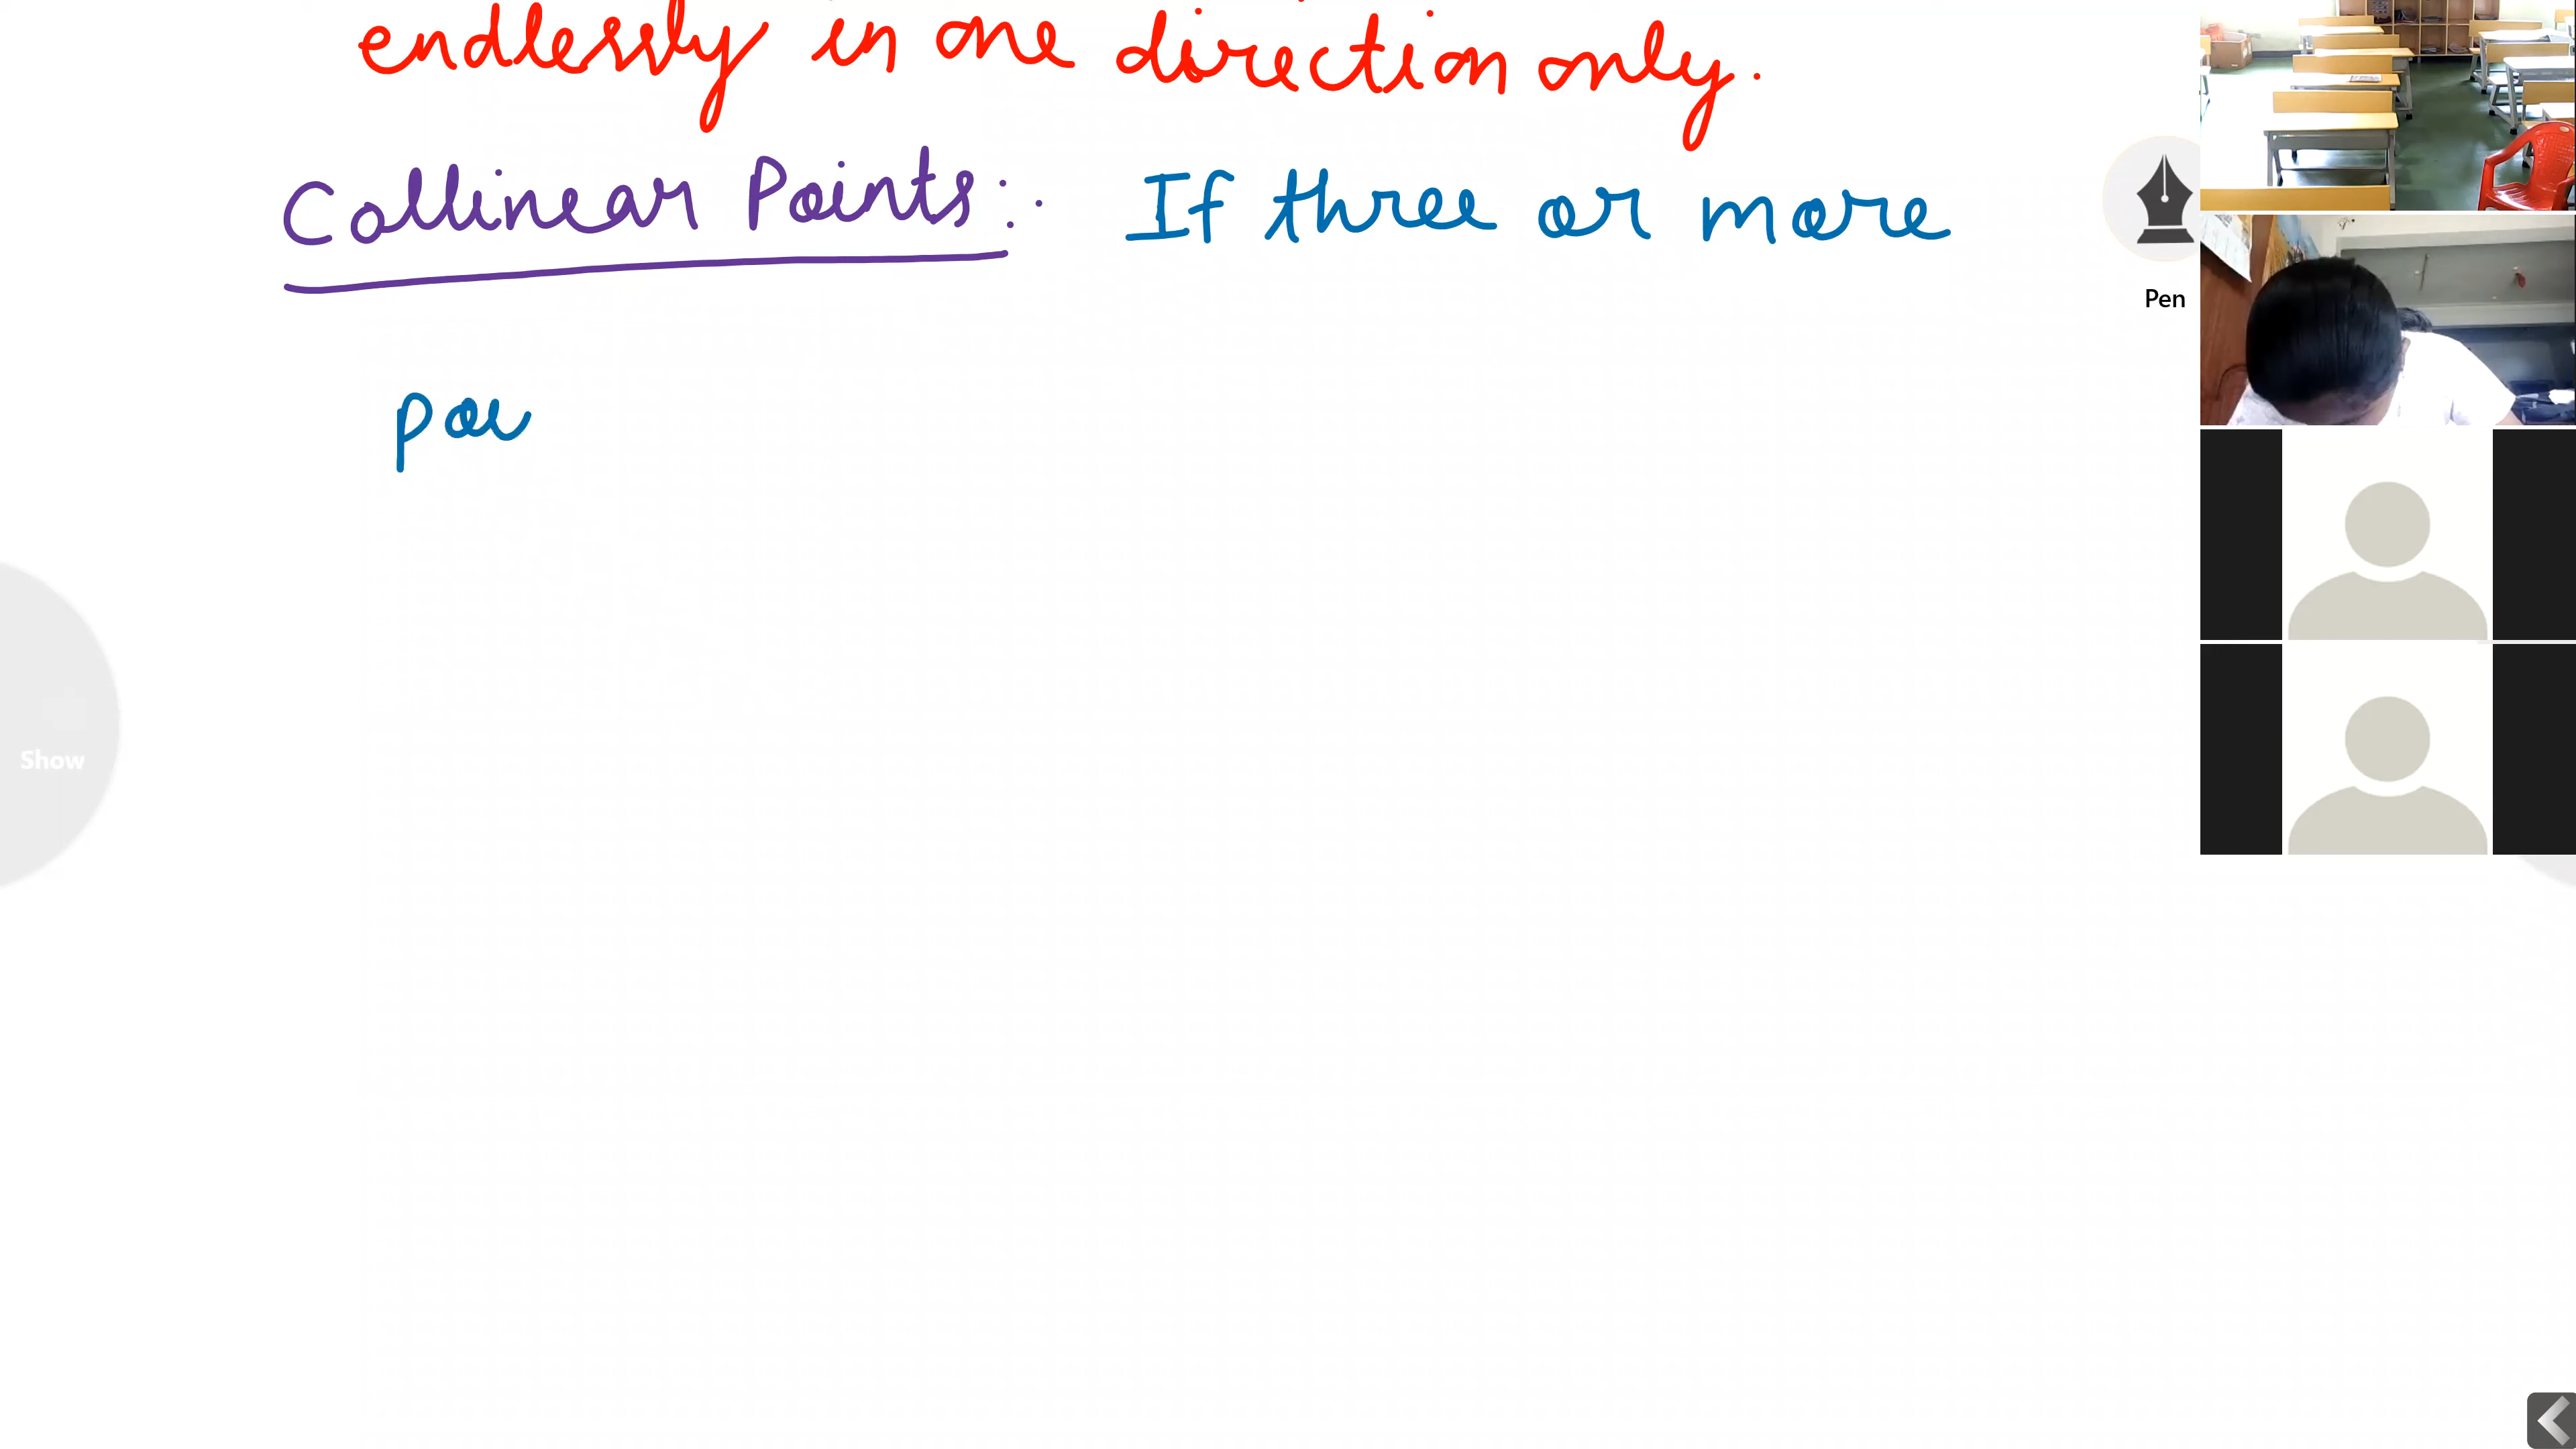 endlessly in one direction only.
Collinear Points:. If three or more
poi
Pen
Show